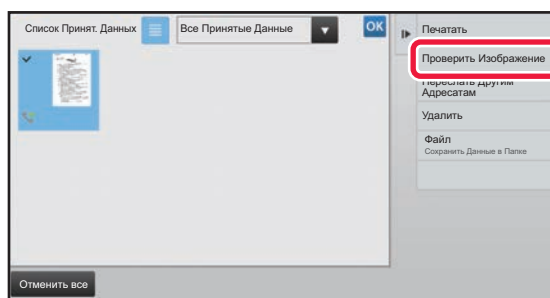 Список Принят. Данных
Все Принятые Данные
OK
Печатать
Проверить Изображение
Переслать Другим
Адресатам
Удалить
Файл
Сохранить Данные в Папке
Отменить все